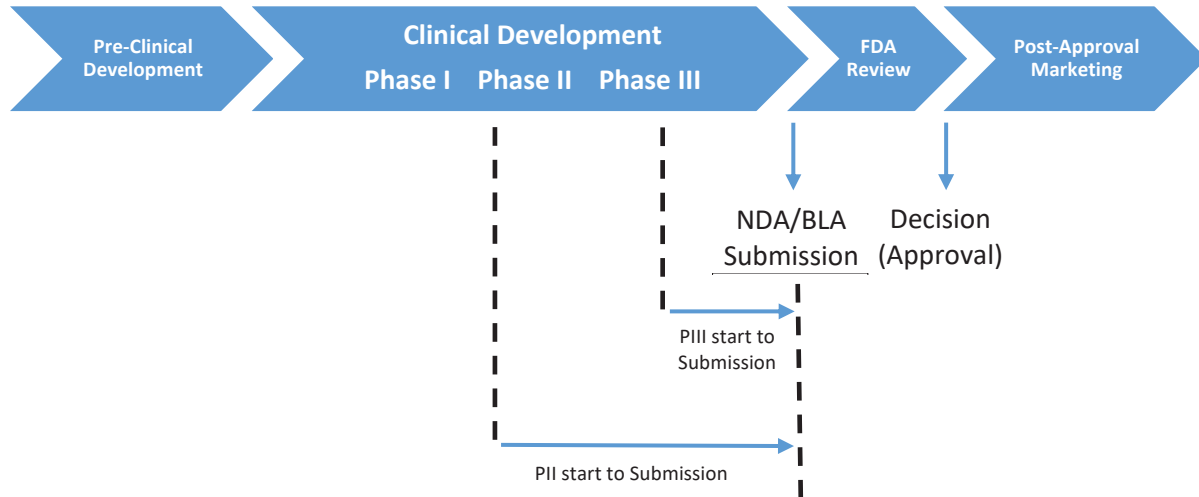 Pre-Clinical
Development
Clinical Development
Phase I Phase II Phase III
FDA
Review
Post-Approval
Marketing
NDA/BLA
Submission
Decision
(Approval)
PIII start to
Submission
PII start to Submission